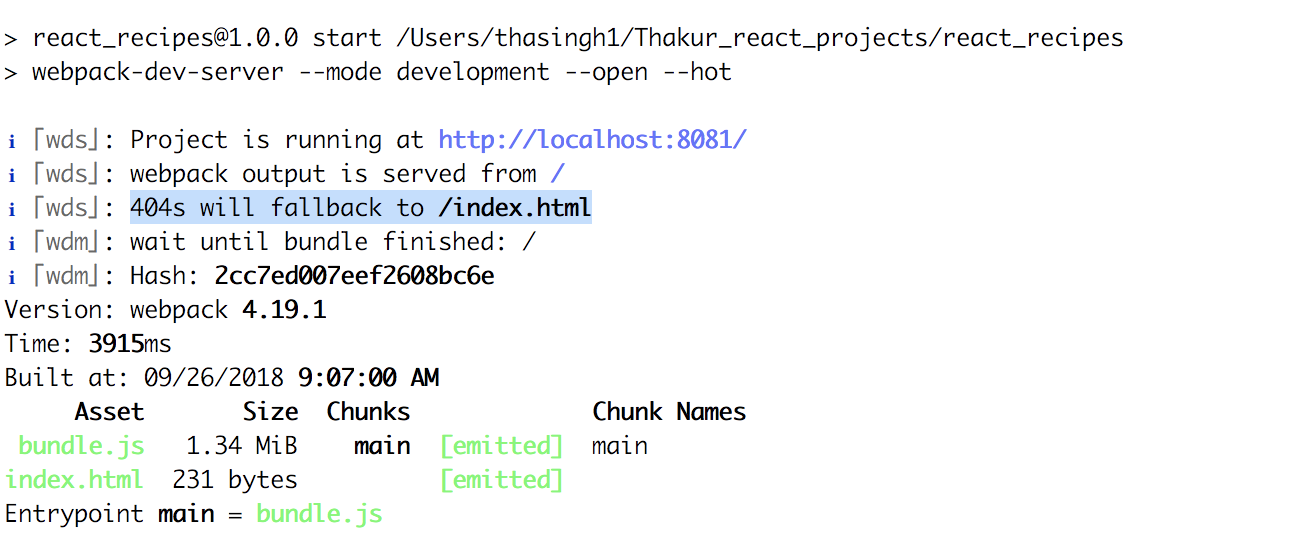 > react_recipes@1.0.0 start /Users/thasingh1/Thakur_react_projects/react_recipes
> webpack-dev-server --mode development --open --hot
i ｢wds｣: Project is running at http://localhost:8081/
i ｢wds｣: webpack output is served from /
i ｢wds｣: 404s will fallback to /index.html
i ｢wdm｣: wait until bundle finished: /
i ｢wdm｣: Hash: 2cc7ed007eef2608bc6e
Version: webpack 4.19.1
Time: 3915ms
Built at: 09/26/2018 9:07:00 AM
Asset Size Chunks Chunk Names
bundle.js 1.34 MiB main [emitted] main
index.html 231 bytes [emitted]
Entrypoint main = bundle.js